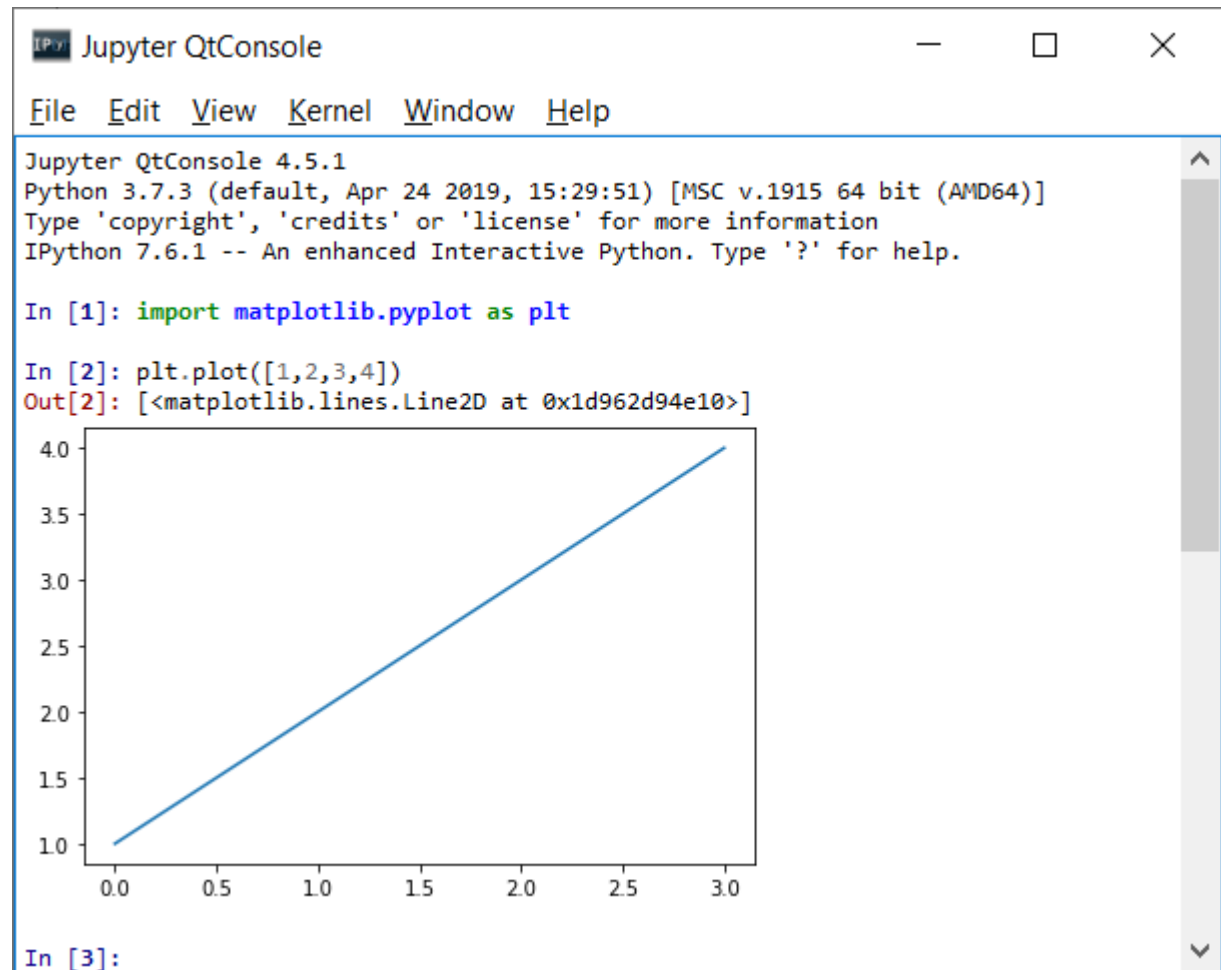 IPy Jupyter QtConsole
File Edit View Kernel Window Help
Jupyter QtConsole 4.5.1
Python 3.7.3 (default, Apr 24 2019, 15:29:51) [MSC v.1915 64 bit (AMD64)]
Type 'copyright', 'credits' or 'license' for more information
IPython 7.6.1 -- An enhanced Interactive Python. Type '?' for help.
In [1]: import matplotlib.pyplot as plt
In [2]: plt.plot([1,2,3,4])
Out[2]: [<matplotlib.lines.Line2D at 0x1d962d94e10>]
4.0
3.5
3.0
2.5
2.0
1.5
1.0
0.0 0.5 1.0 1.5 2.0 2.5 3.0
In [3]: